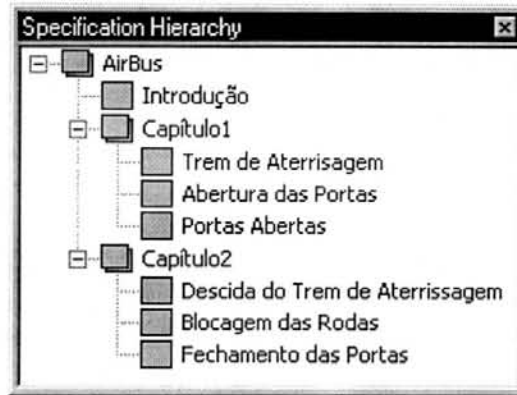 Specification Hierarchy
AirBus
Introdução
Capítulo1
Trem de Aterrisagem
Abertura das Portas
Portas Abertas
Capítulo2
Descida do Trem de Aterrissagem
Blocagem das Rodas
Fechamento das Portas